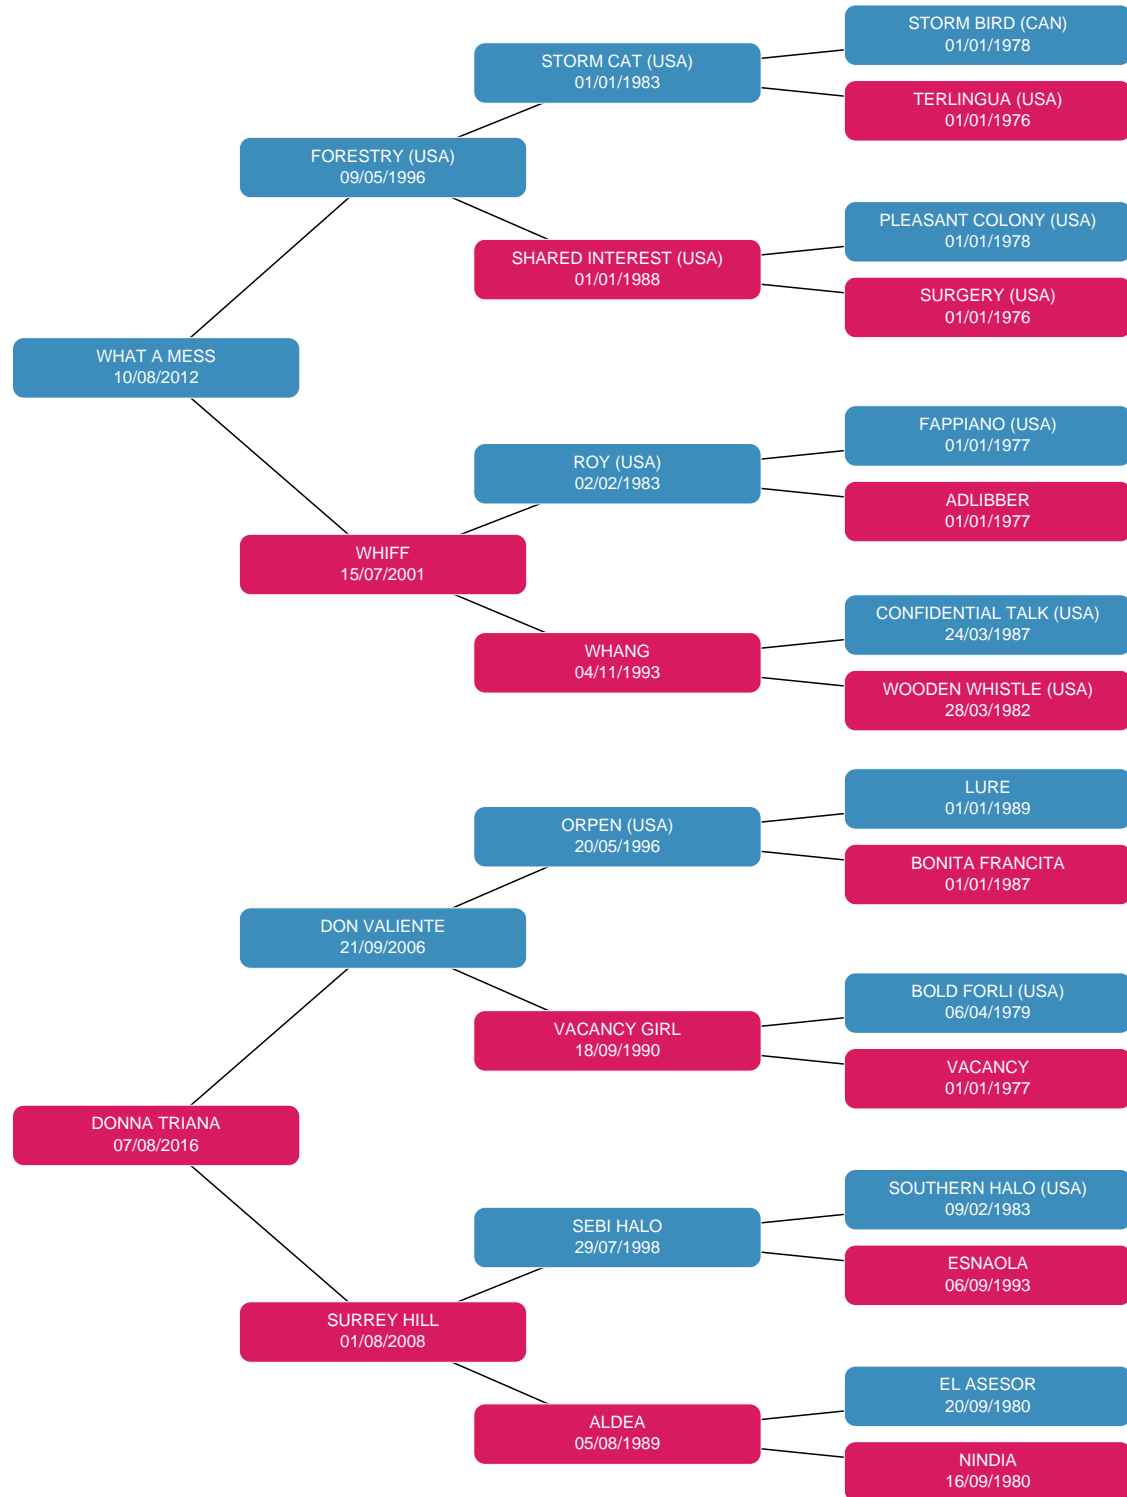 STORM BIRD (CAN)
01/01/1978
STORM CAT (USA)
01/01/1983
TERLINGUA (USA)
01/01/1976
FORESTRY (USA)
09/05/1996
PLEASANT COLONY (USA)
01/01/1978
SHARED INTEREST (USA)
01/01/1988
SURGERY (USA)
01/01/1976
WHAT A MESS
10/08/2012
FAPPIANO (USA)
01/01/1977
ROY (USA)
02/02/1983
ADLIBBER
01/01/1977
WHIFF
15/07/2001
CONFIDENTIAL TALK (USA)
24/03/1987
WHANG
04/11/1993
WOODEN WHISTLE (USA)
28/03/1982
LURE
01/01/1989
ORPEN (USA)
20/05/1996
BONITA FRANCITA
01/01/1987
DON VALIENTE
21/09/2006
BOLD FORLI (USA)
06/04/1979
VACANCY GIRL
18/09/1990
VACANCY
01/01/1977
DONNA TRIANA
07/08/2016
SOUTHERN HALO (USA)
09/02/1983
SEBI HALO
29/07/1998
ESNAOLA
06/09/1993
SURREY HILL
01/08/2008
EL ASESOR
20/09/1980
ALDEA
05/08/1989
NINDIA
16/09/1980